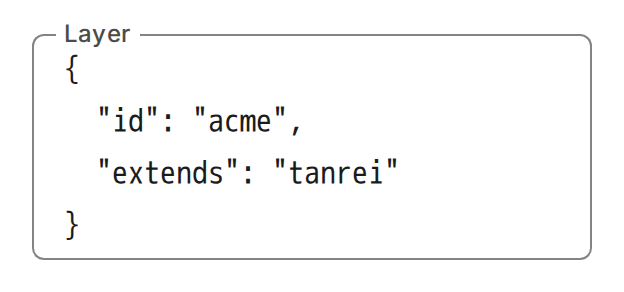 Layer
{
  "id": "acme",
  "extends": "tanrei"
}